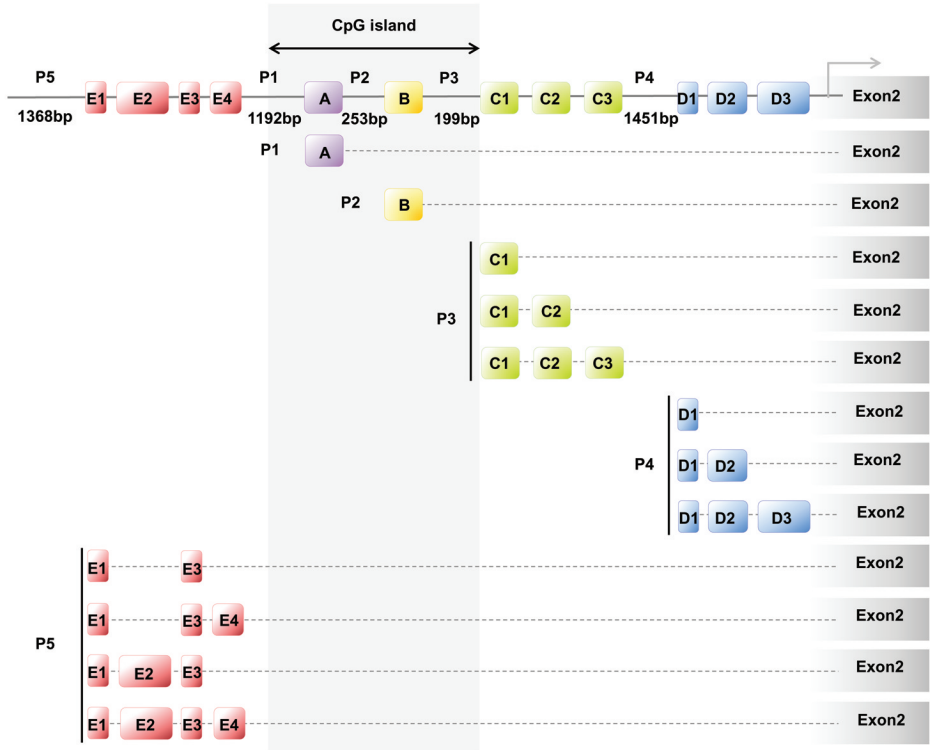 CpG island
P5 P1 P2 P3 P4
E1 E2 E3 E4 A B C1 C2 C3 D1 D2 D3 Exon2
1368bp 1192bp 253bp 199bp 1451bp
P1 A Exon2
P2 B Exon2
C1 Exon2
P3 C1 C2 Exon2
C1 C2 C3 Exon2
D1 Exon2
P4 D1 D2 Exon2
D1 D2 D3 Exon2
E1 E3 Exon2
E1 E3 E4 Exon2
P5
E1 E2 E3 Exon2
E1 E2 E3 E4 Exon2